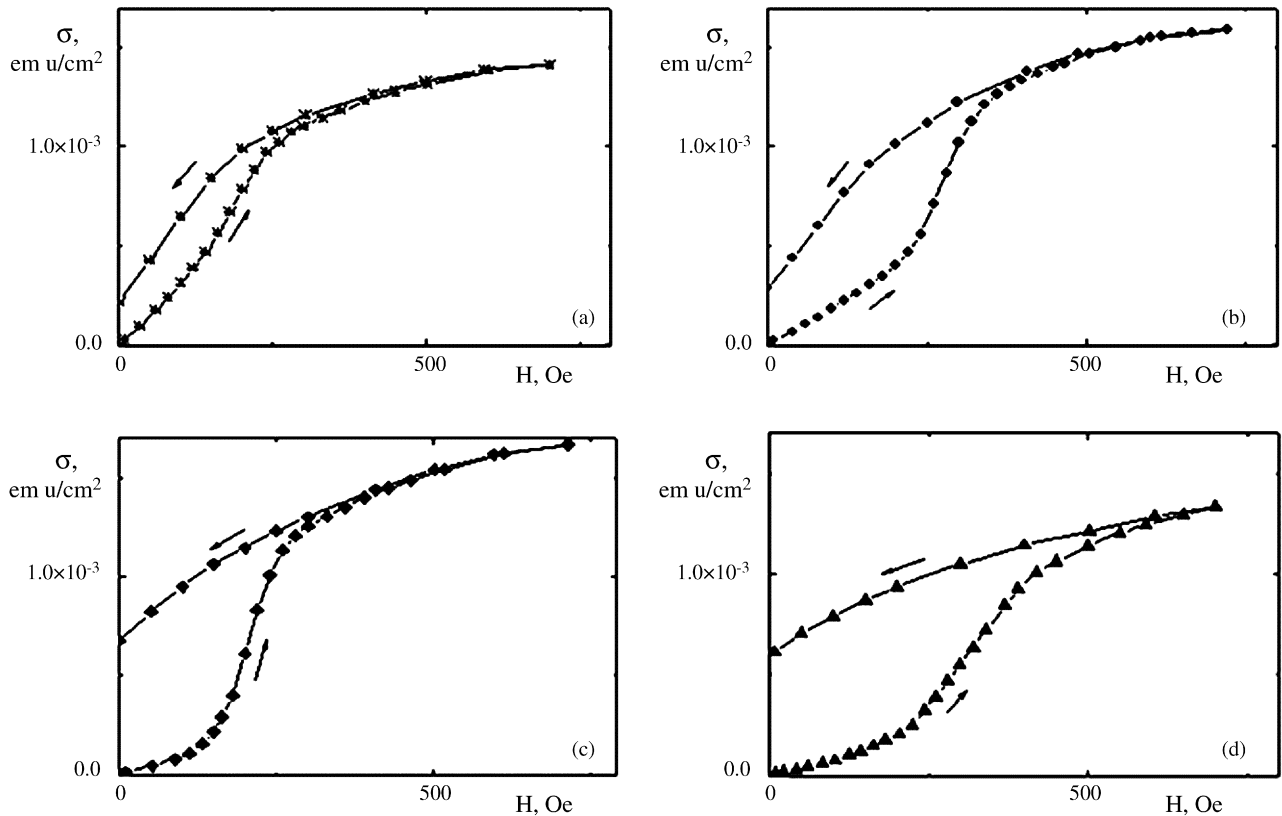 σ,
em u/cm²
1.0×10⁻³
0.0
0
500
H, Oe
(a)
σ,
em u/cm²
1.0×10⁻³
0.0
0
500
H, Oe
(b)
σ,
em u/cm²
1.0×10⁻³
0.0
0
500
H, Oe
(c)
σ,
em u/cm²
1.0×10⁻³
0.0
0
500
H, Oe
(d)